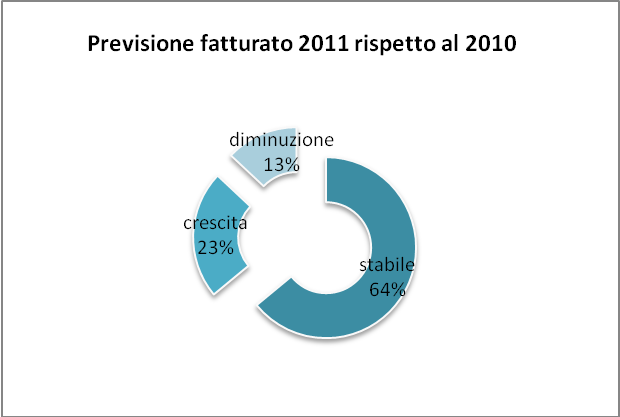 Previsione fatturato 2011 rispetto al 2010
diminuzione
13%
crescita
23%
stabile
64%